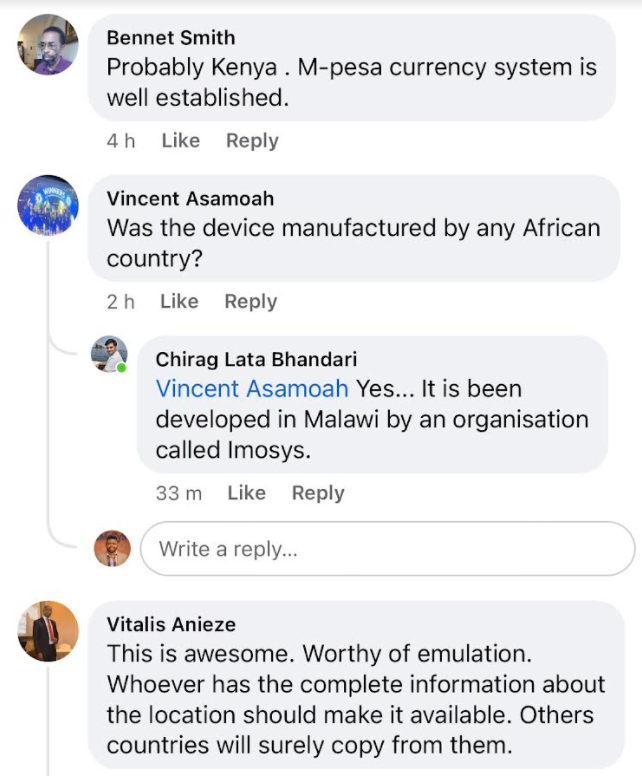 Bennet Smith
Probably Kenya . M-pesa currency system is
well established.
4 h Like Reply
Vincent Asamoah
Was the device manufactured by any African
country?
2 h Like Reply
Chirag Lata Bhandari
Vincent Asamoah Yes... It is been
developed in Malawi by an organisation
called Imosys.
33 m Like Reply
Write a reply...
Vitalis Anieze
This is awesome. Worthy of emulation.
Whoever has the complete information about
the location should make it available. Others
countries will surely copy from them.